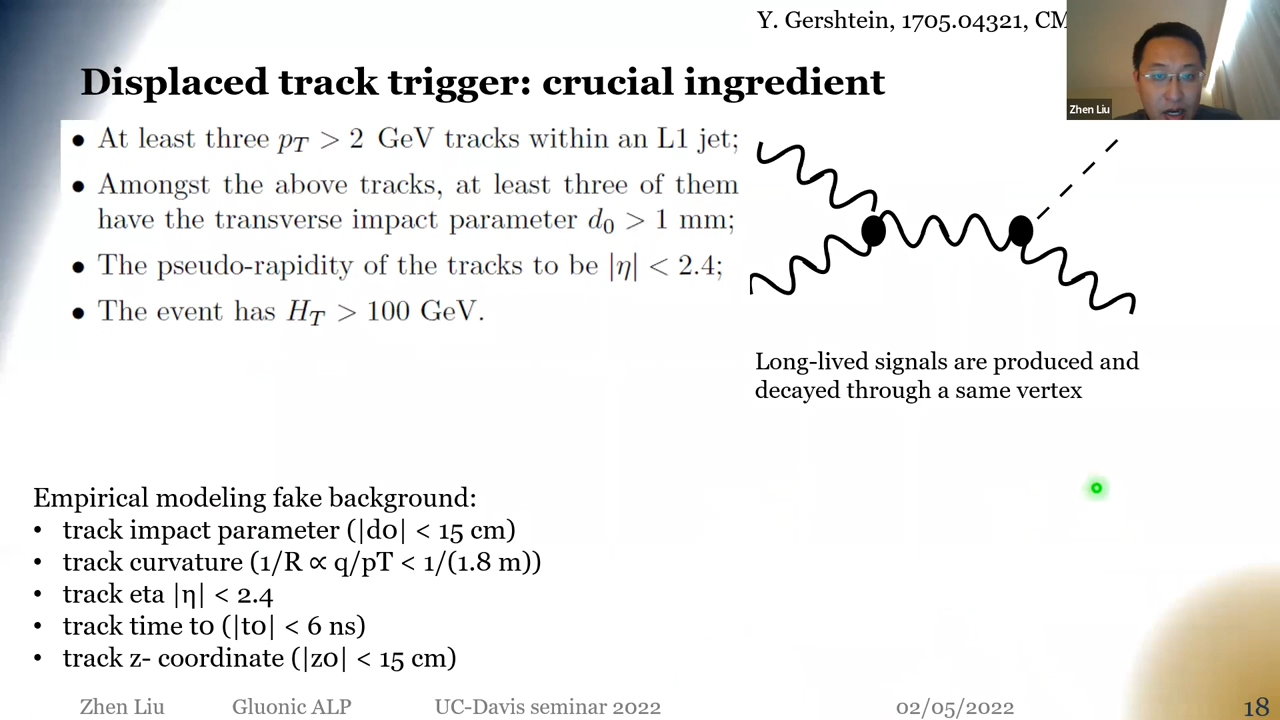 Y. Gershtein, 1705.04321, CM
Zhen Liu
Displaced track trigger: crucial ingredient
• At least three pT > 2 GeV tracks within an L1 jet;
• Amongst the above tracks, at least three of them
have the transverse impact parameter d0 > 1 mm;
• The pseudo-rapidity of the tracks to be |η| < 2.4;
• The event has HT > 100 GeV.
Long-lived signals are produced and
decayed through a same vertex
Empirical modeling fake background:
• track impact parameter (|d0| < 15 cm)
• track curvature (1/R ∝ q/pT < 1/(1.8 m))
• track eta |η| < 2.4
• track time t0 (|t0| < 6 ns)
• track z- coordinate (|z0| < 15 cm)
Zhen Liu Gluonic ALP UC-Davis seminar 2022 02/05/2022 18